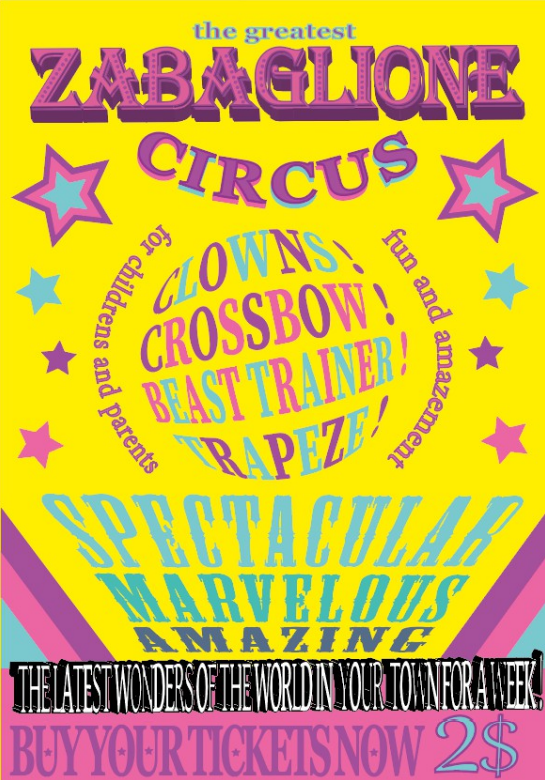 the greatest
ZABAGLIONE
CIRCUS
for childrens and parents
fun and amazement
CLOWNS !
CROSSBOW !
BEAST TRAINER !
TRAPEZE !
SPECTACULAR
MARVELOUS
AMAZING
THE LATEST WONDERS OF THE WORLD IN YOUR TOWN FOR A WEEK!
BUY YOUR TICKETS NOW 2$